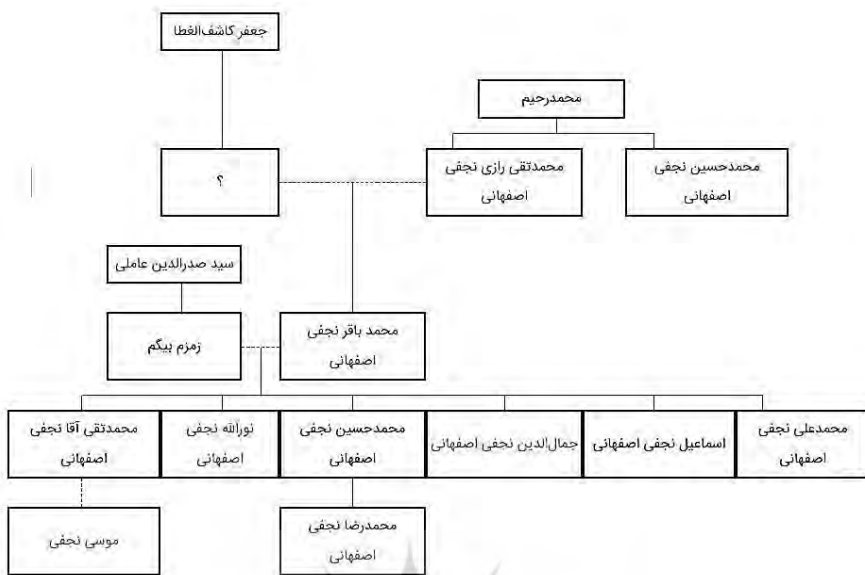 جعفر کاشف‌الغطا
محمدرحیم
محمدحسین نجفی
اصفهانی
محمدتقی رازی نجفی
اصفهانی
؟
سید صدرالدین عاملی
محمد باقر نجفی
اصفهانی
زمزم بیگم
محمدعلی نجفی
اصفهانی
اسماعیل نجفی اصفهانی
جمال‌الدین نجفی اصفهانی
محمدحسین نجفی
اصفهانی
نورالله نجفی
اصفهانی
محمدتقی آقا نجفی
اصفهانی
محمدرضا نجفی
اصفهانی
موسی نجفی